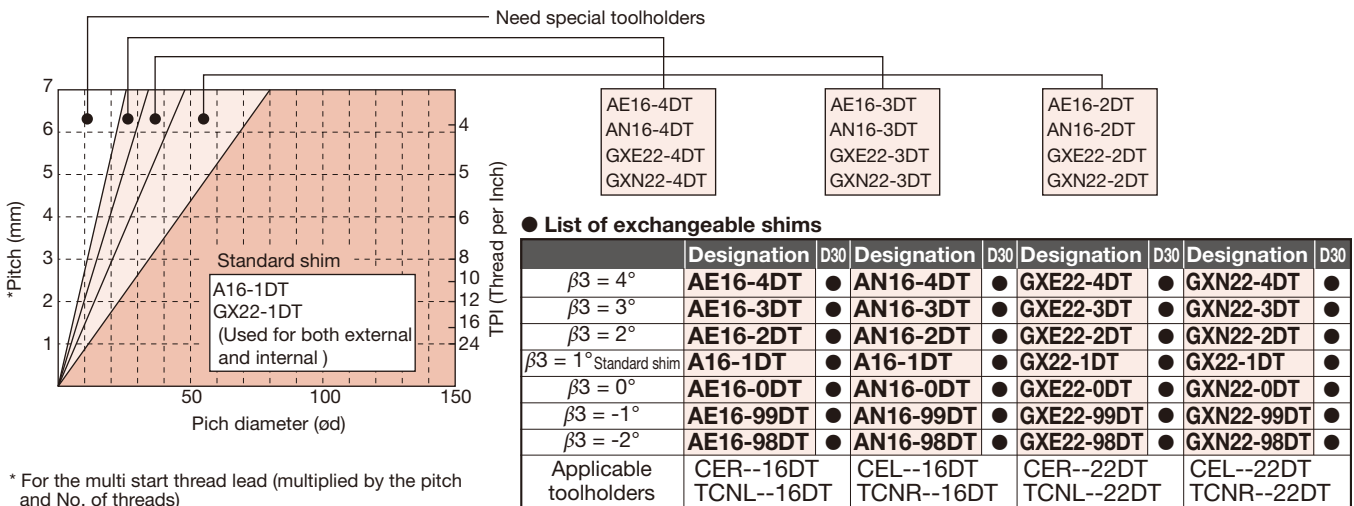 Need special toolholders
7
6
5
4
3
2
1
*Pitch (mm)
4
5
6
8
10
12
16
24
TPI (Thread per Inch)
50
100
150
Pich diameter (ød)
Standard shim
A16-1DT
GX22-1DT
(Used for both external
and internal )
* For the multi start thread lead (multiplied by the pitch
and No. of threads)
AE16-4DT
AN16-4DT
GXE22-4DT
GXN22-4DT
AE16-3DT
AN16-3DT
GXE22-3DT
GXN22-3DT
AE16-2DT
AN16-2DT
GXE22-2DT
GXN22-2DT
● List of exchangeable shims
Designation D30 Designation D30 Designation D30 Designation D30
β3 = 4° AE16-4DT ● AN16-4DT ● GXE22-4DT ● GXN22-4DT ●
β3 = 3° AE16-3DT ● AN16-3DT ● GXE22-3DT ● GXN22-3DT ●
β3 = 2° AE16-2DT ● AN16-2DT ● GXE22-2DT ● GXN22-2DT ●
β3 = 1° Standard shim A16-1DT ● A16-1DT ● GX22-1DT ● GX22-1DT ●
β3 = 0° AE16-0DT ● AN16-0DT ● GXE22-0DT ● GXN22-0DT ●
β3 = -1° AE16-99DT ● AN16-99DT ● GXE22-99DT ● GXN22-99DT ●
β3 = -2° AE16-98DT ● AN16-98DT ● GXE22-98DT ● GXN22-98DT ●
Applicable CER--16DT CEL--16DT CER--22DT CEL--22DT
toolholders TCNL--16DT TCNR--16DT TCNL--22DT TCNR--22DT